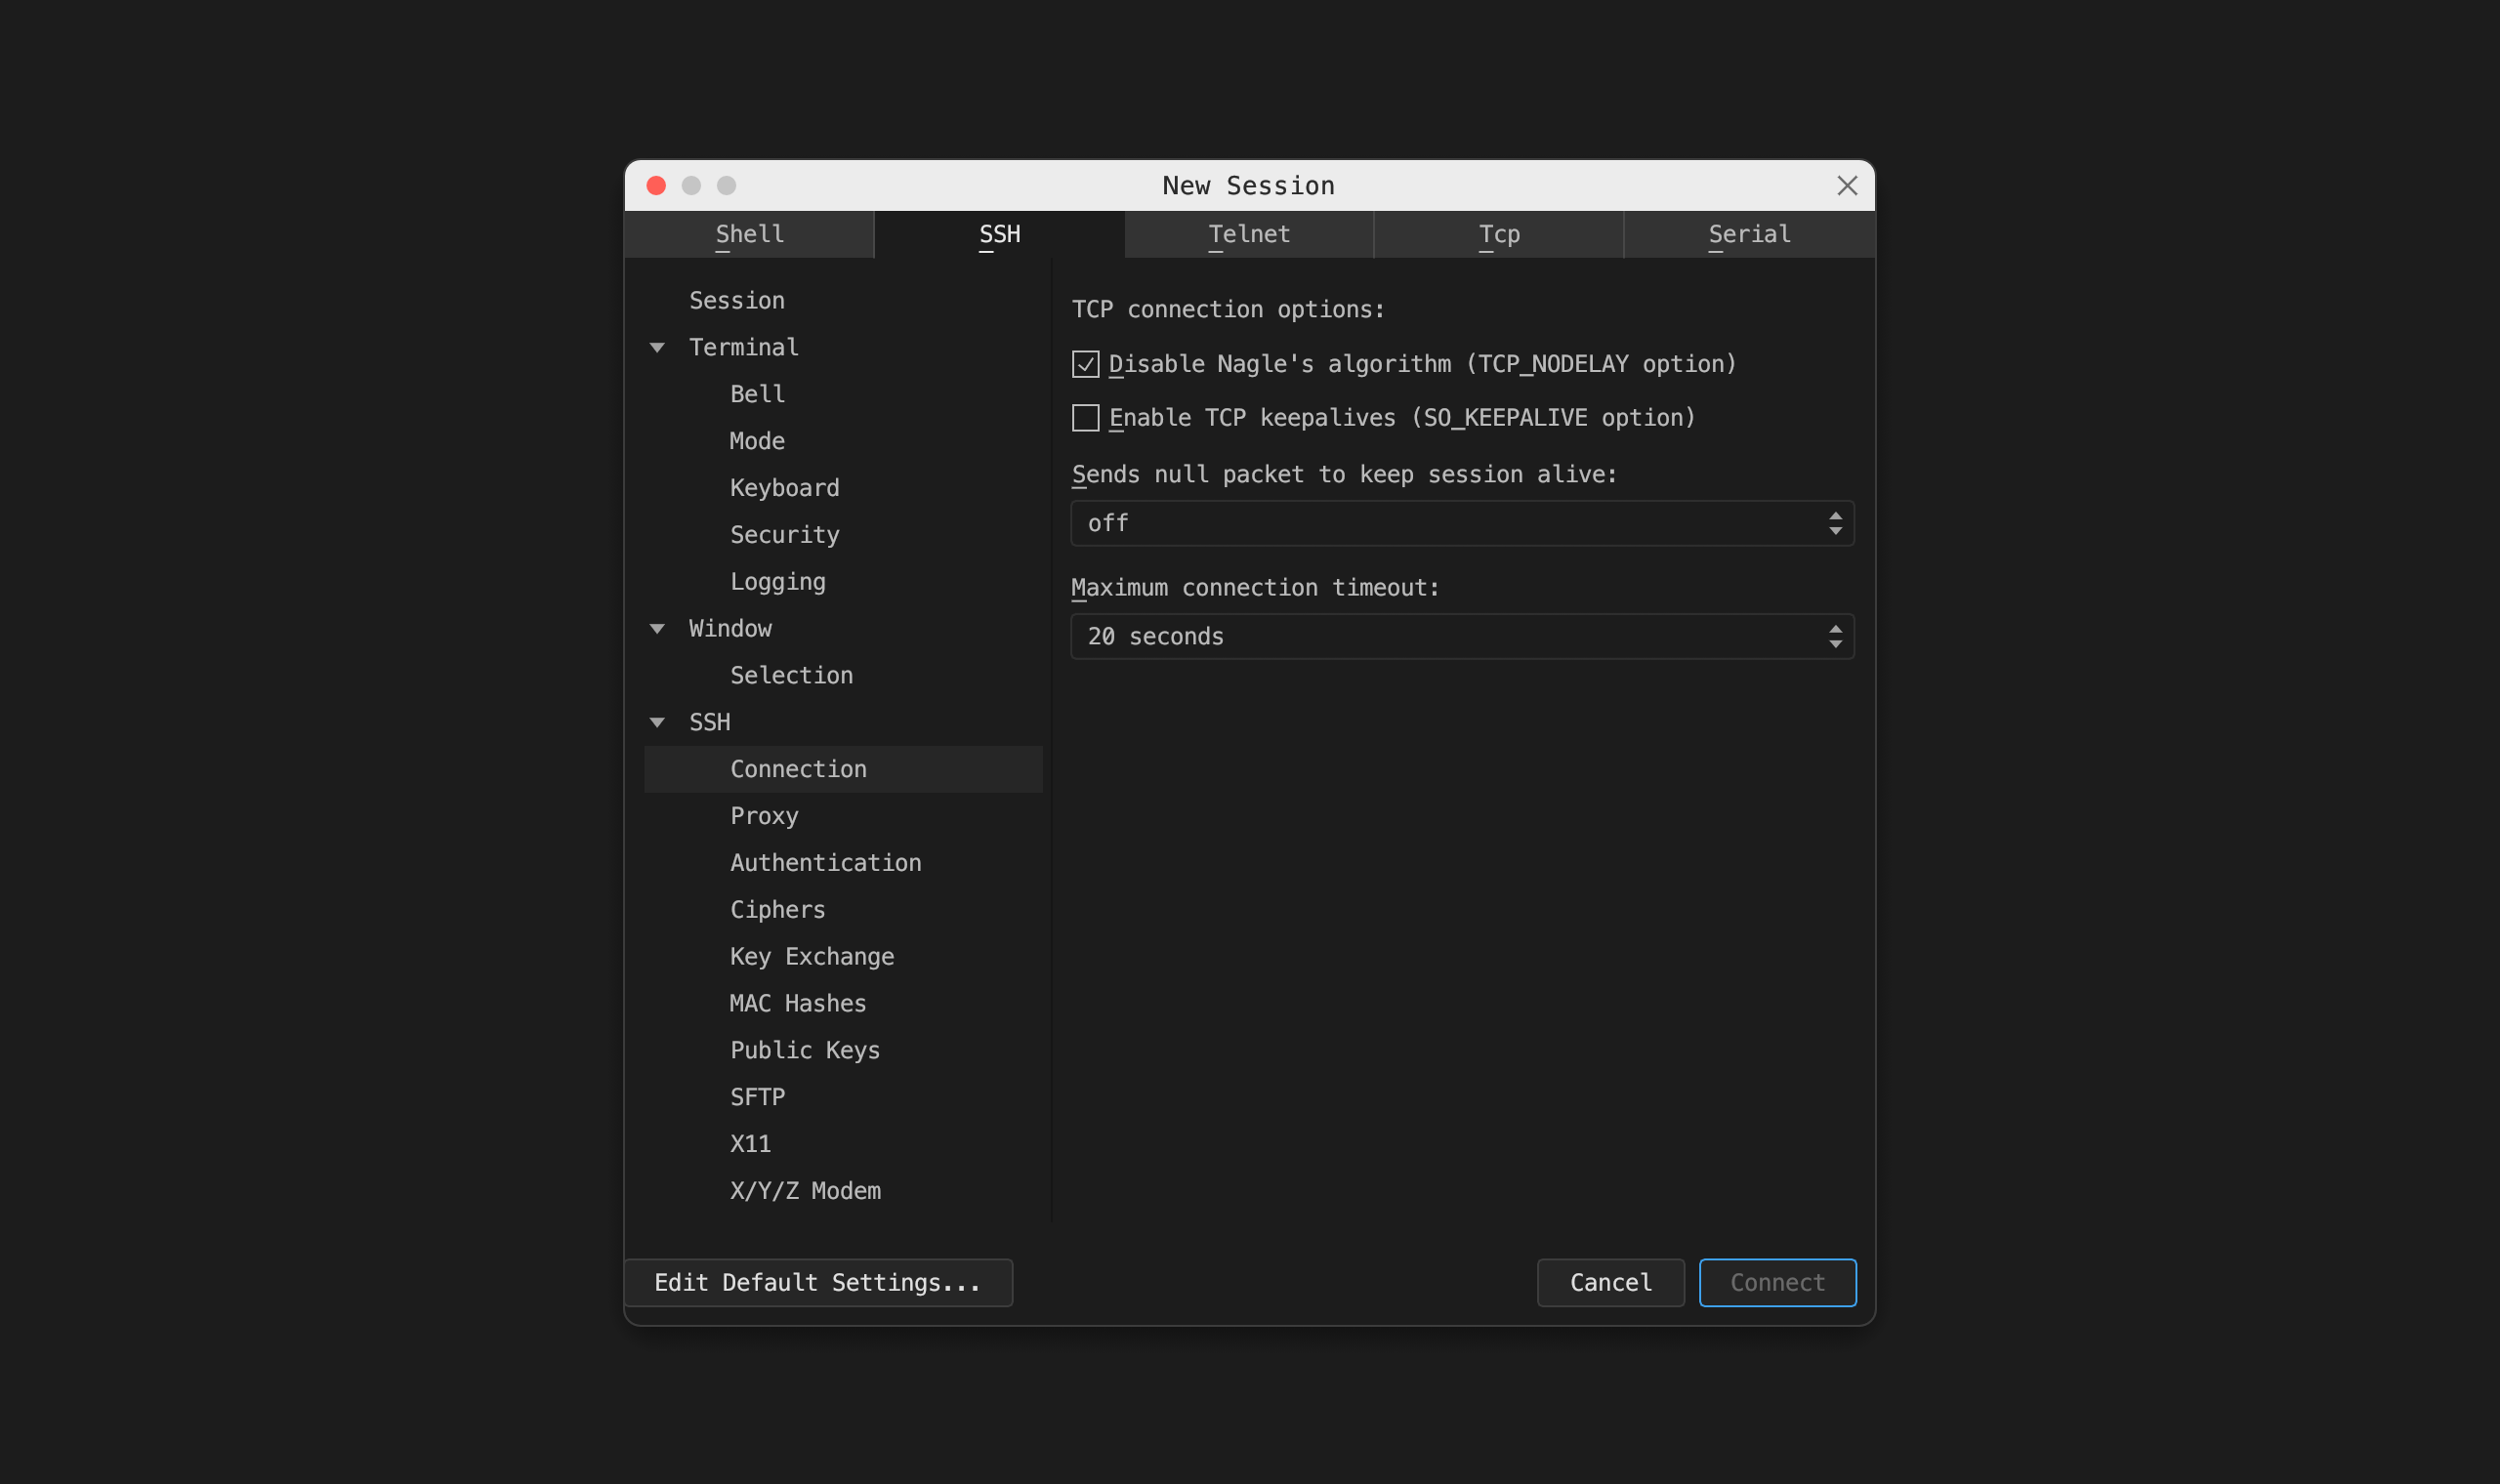 New Session
Shell
SSH
Telnet
Tcp
Serial
Session
Terminal
Bell
Mode
Keyboard
Security
Logging
Window
Selection
SSH
Connection
Proxy
Authentication
Ciphers
Key Exchange
MAC Hashes
Public Keys
SFTP
X11
X/Y/Z Modem
TCP connection options:
Disable Nagle's algorithm (TCP_NODELAY option)
Enable TCP keepalives (SO_KEEPALIVE option)
Sends null packet to keep session alive:
off
Maximum connection timeout:
20 seconds
Edit Default Settings...
Cancel
Connect